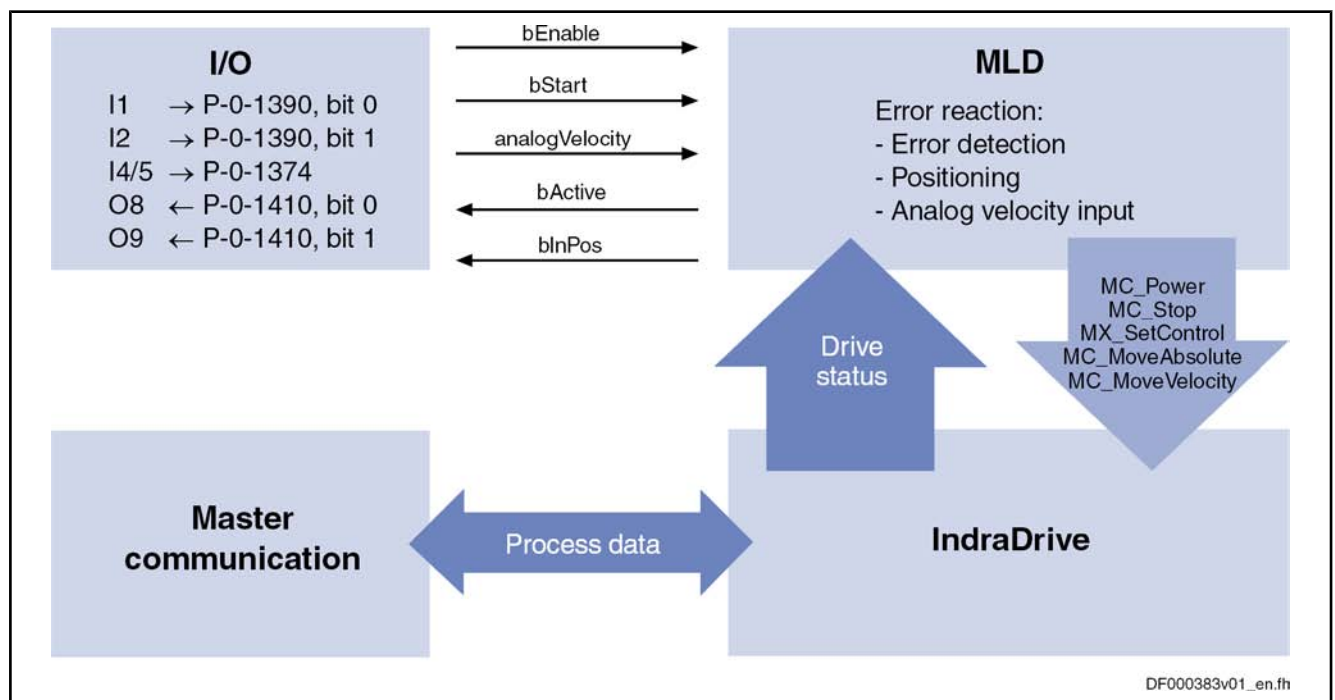 I/O
I1 → P-0-1390, bit 0
I2 → P-0-1390, bit 1
I4/5 → P-0-1374
O8 ← P-0-1410, bit 0
O9 ← P-0-1410, bit 1
bEnable
bStart
analogVelocity
bActive
bInPos
MLD
Error reaction:
- Error detection
- Positioning
- Analog velocity input
Drive
status
MC_Power
MC_Stop
MX_SetControl
MC_MoveAbsolute
MC_MoveVelocity
Master
communication
Process data
IndraDrive
DF000383v01_en.fh